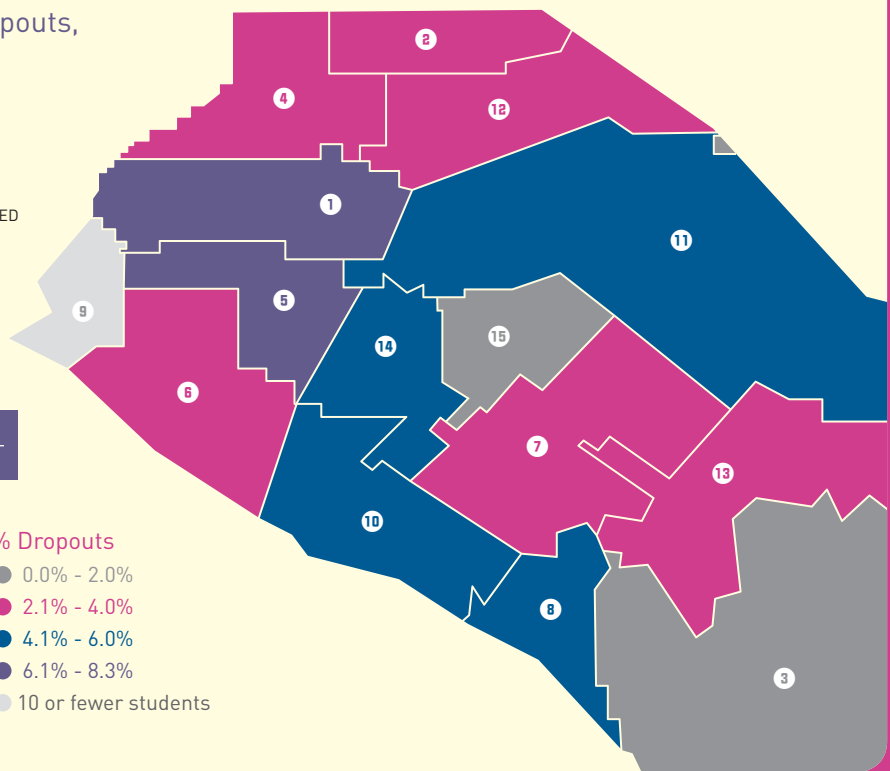 pouts,
2
4
12
1
ED
11
5
9
15
14
6
7
13
10
% Dropouts
0.0% - 2.0%
2.1% - 4.0%
8
4.1% - 6.0%
6.1% - 8.3%
3
10 or fewer students